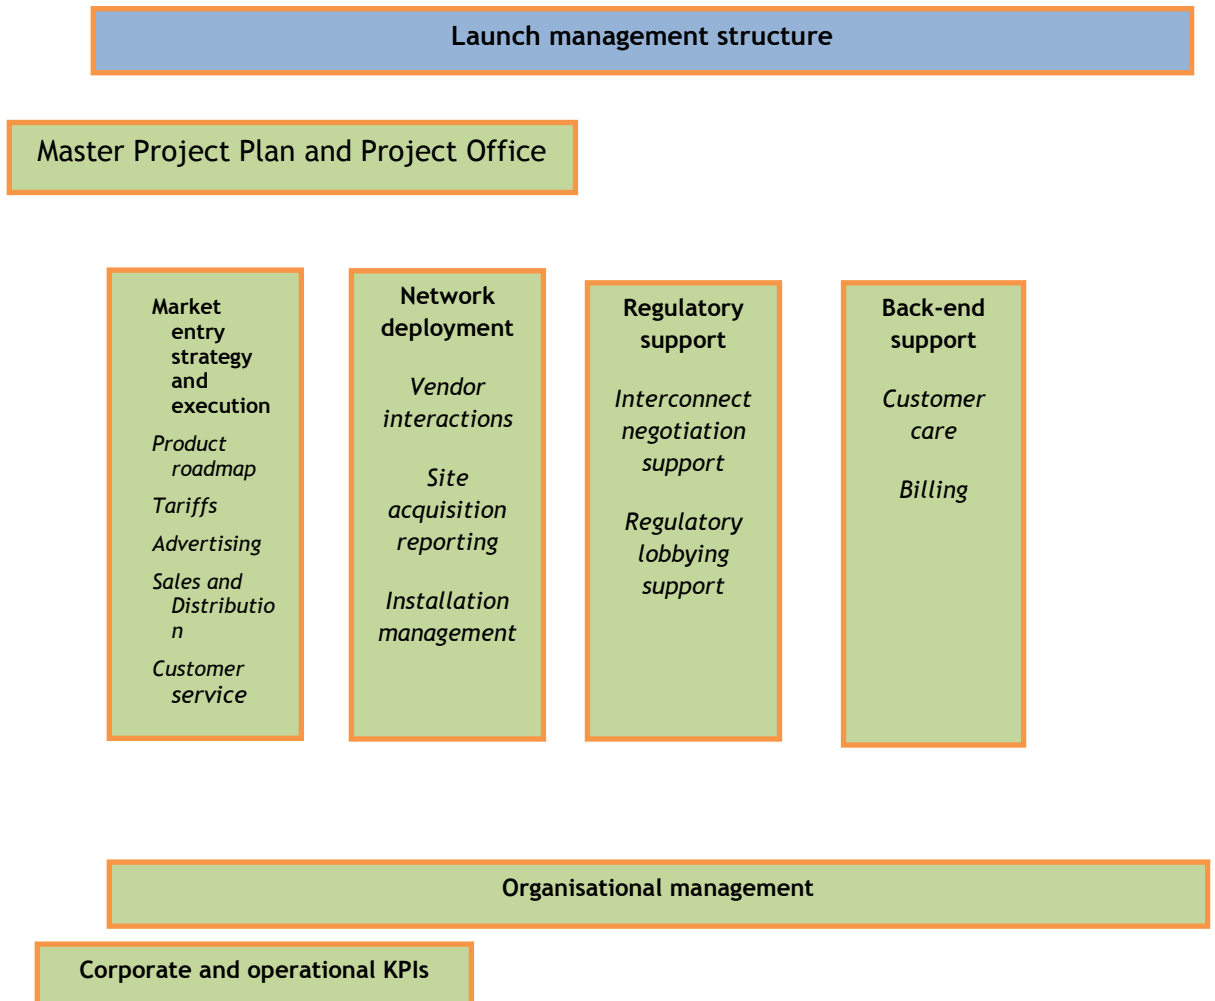 Launch management structure
Master Project Plan and Project Office
Market
entry
strategy
and
execution
Product
roadmap
Tariffs
Advertising
Sales and
Distributio
n
Customer
service
Network
deployment
Vendor
interactions
Site
acquisition
reporting
Installation
management
Regulatory
support
Interconnect
negotiation
support
Regulatory
lobbying
support
Back-end
support
Customer
care
Billing
Organisational management
Corporate and operational KPIs